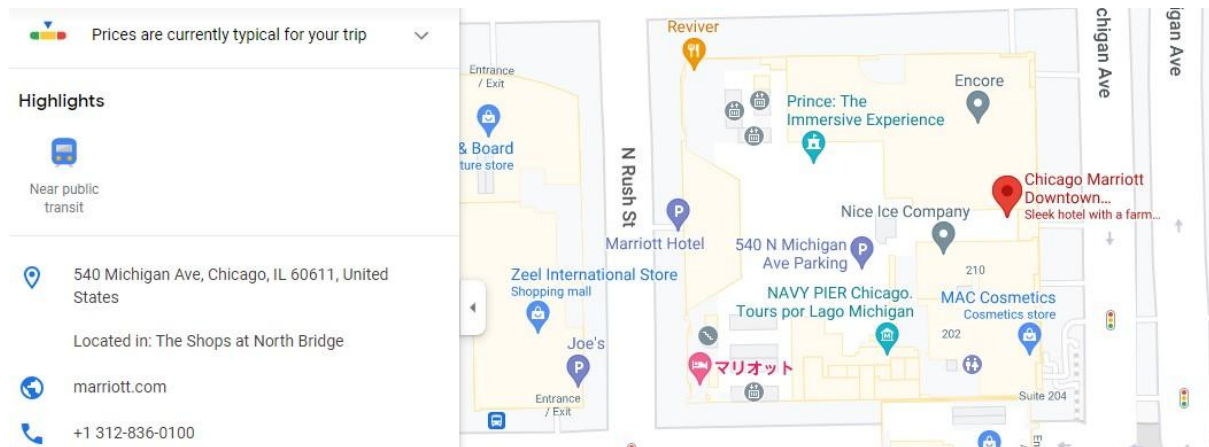 Prices are currently typical for your trip
Highlights
Near public
transit
540 Michigan Ave, Chicago, IL 60611, United
States
Located in: The Shops at North Bridge
marriott.com
+1 312-836-0100
Reviver
Entrance
/ Exit
& Board
ture store
N Rush St
Prince: The
Immersive Experience
Encore
chigan Ave
igan Ave
Chicago Marriott
Downtown...
Sleek hotel with a farm...
Nice Ice Company
P
Marriott Hotel
540 N Michigan
Ave Parking
P
210
Zeel International Store
Shopping mall
NAVY PIER Chicago.
Tours por Lago Michigan
MAC Cosmetics
Cosmetics store
202
Joe's
P
マリオット
Entrance
/ Exit
Suite 204
En